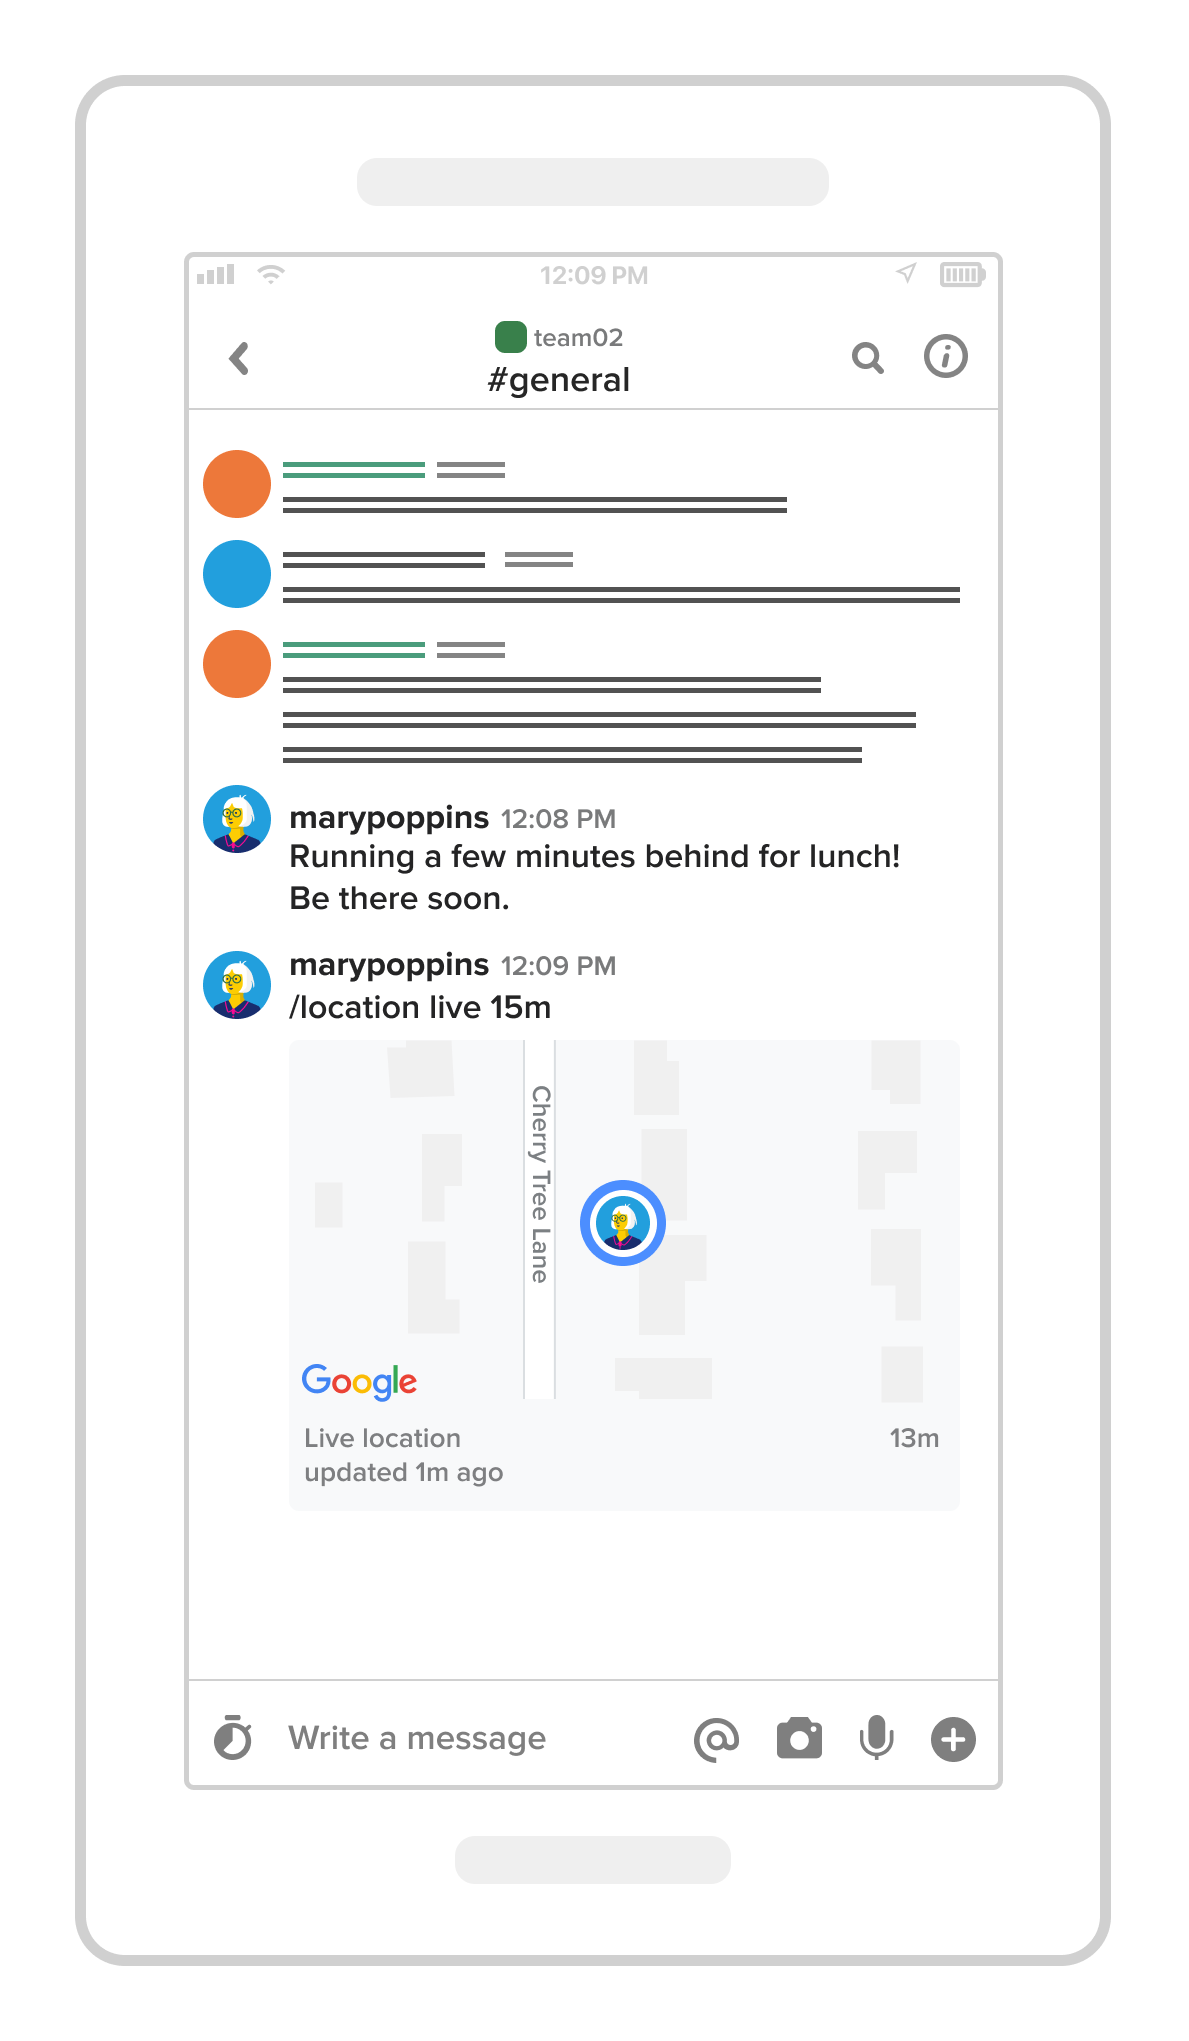 12:09 PM
team02
#general
marypoppins 12:08 PM
Running a few minutes behind for lunch!
Be there soon.
marypoppins 12:09 PM
/location live 15m
Cherry Tree Lane
Google
Live location 13m
updated 1m ago
Write a message